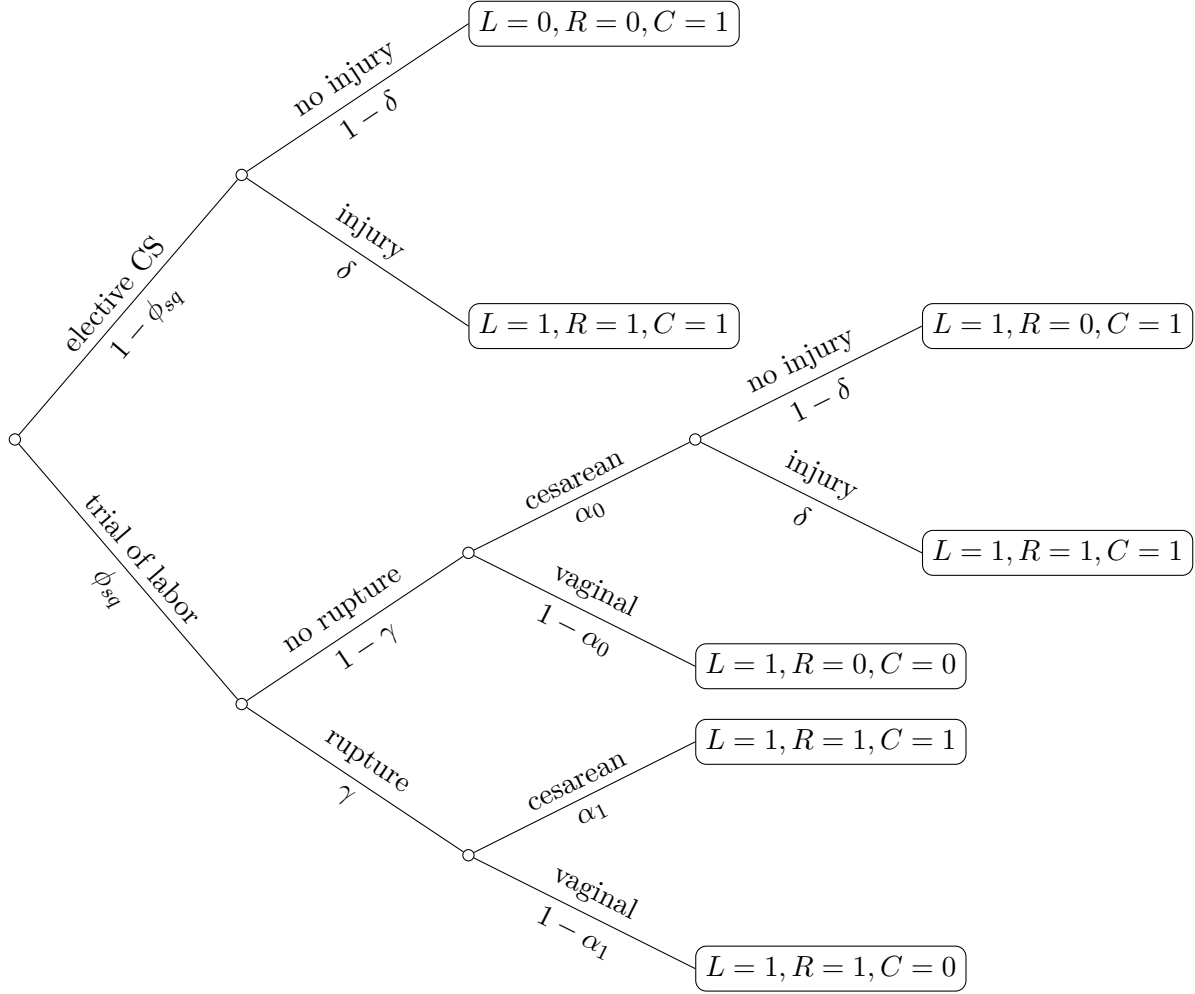 L = 0, R = 0, C = 1
no injury
1 − δ
injury
δ
elective CS
1 − ϕsq
L = 1, R = 1, C = 1
L = 1, R = 0, C = 1
no injury
1 − δ
cesarean
α0
injury
δ
trial of labor
ϕsq
L = 1, R = 1, C = 1
no rupture
1 − γ
vaginal
1 − α0
L = 1, R = 0, C = 0
rupture
γ
L = 1, R = 1, C = 1
cesarean
α1
vaginal
1 − α1
L = 1, R = 1, C = 0